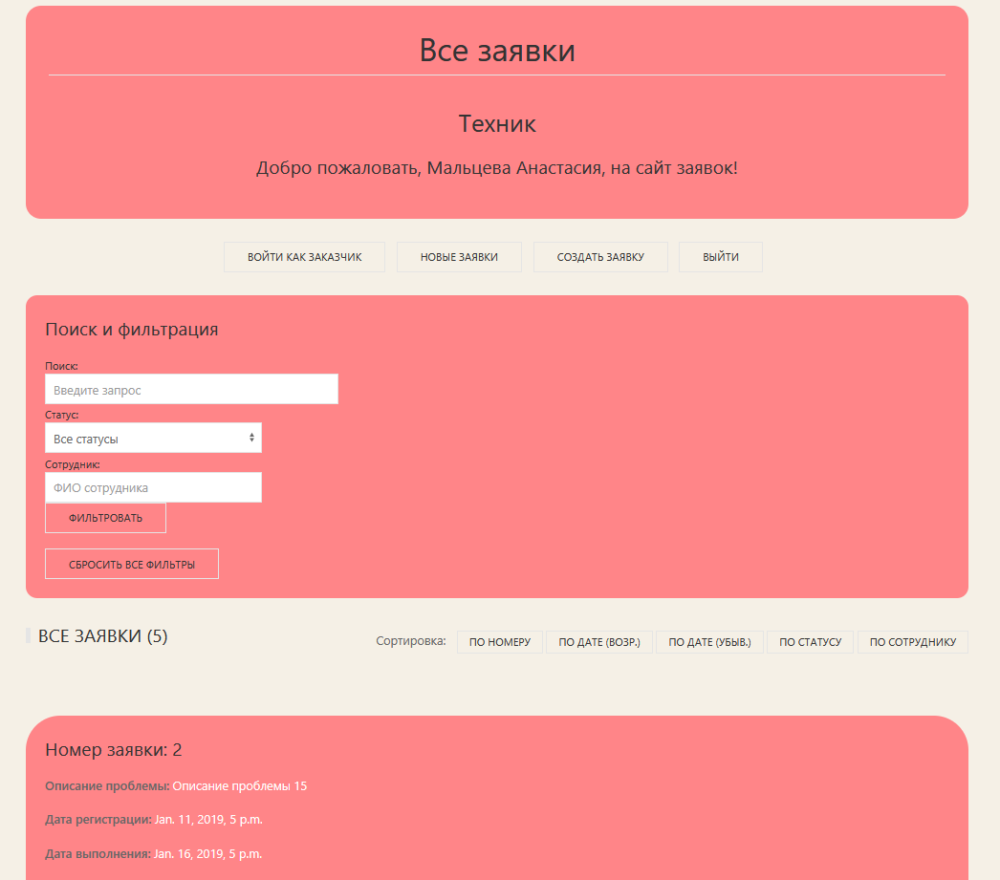 Все заявки
Техник
Добро пожаловать, Мальцева Анастасия, на сайт заявок!
ВОЙТИ КАК ЗАКАЗЧИК НОВЫЕ ЗАЯВКИ СОЗДАТЬ ЗАЯВКУ ВЫЙТИ
Поиск и фильтрация
Поиск:
Введите запрос
Статус:
Все статусы
Сотрудник:
ФИО сотрудника
ФИЛЬТРОВАТЬ
СБРОСИТЬ ВСЕ ФИЛЬТРЫ
ВСЕ ЗАЯВКИ (5) Сортировка: ПО НОМЕРУ ПО ДАТЕ (ВОЗР.) ПО ДАТЕ (УБЫВ.) ПО СТАТУСУ ПО СОТРУДНИКУ
Номер заявки: 2
Описание проблемы: Описание проблемы 15
Дата регистрации: Jan. 11, 2019, 5 p.m.
Дата выполнения: Jan. 16, 2019, 5 p.m.